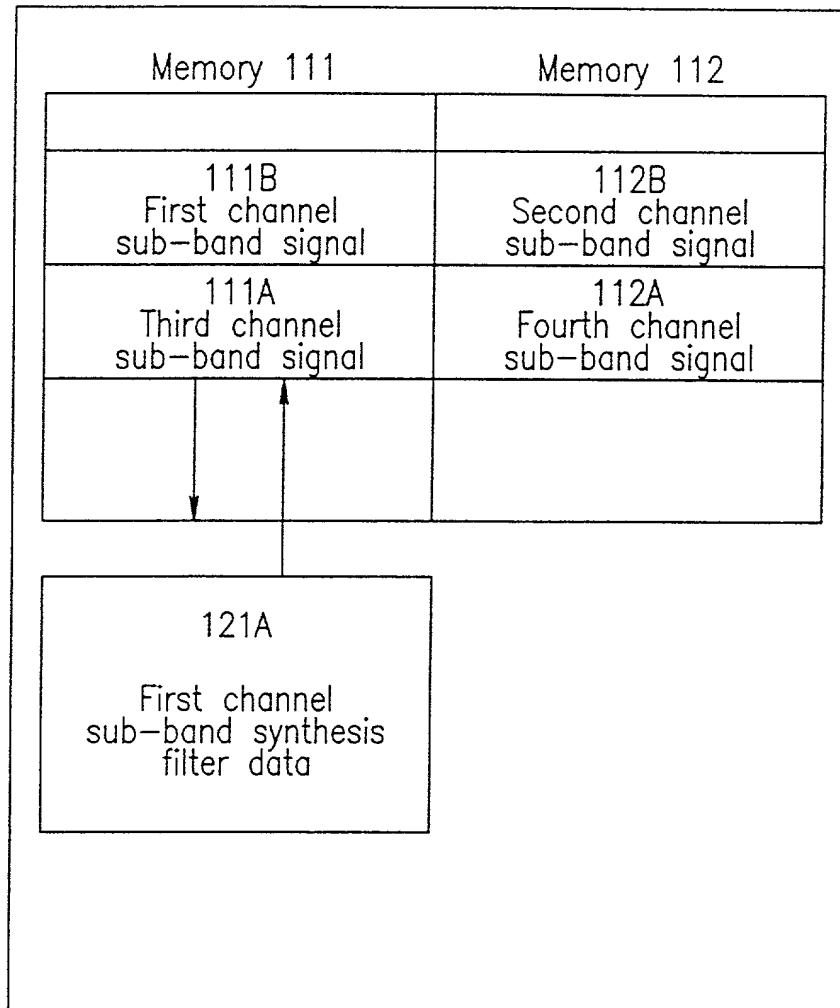 Memory 111
Memory 112
111B
First channel
sub-band signal
112B
Second channel
sub-band signal
111A
Third channel
sub-band signal
112A
Fourth channel
sub-band signal
121A
First channel
sub-band synthesis
filter data